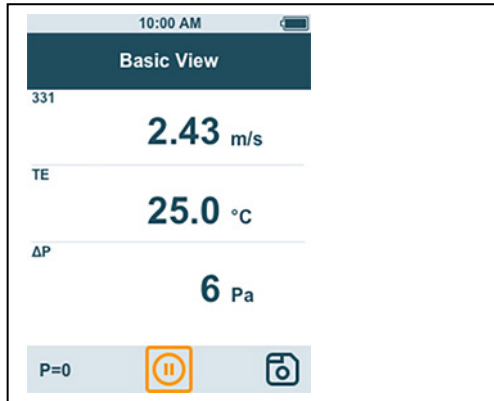 10:00 AM
Basic View
331
2.43 m/s
TE
25.0 °C
ΔP
6 Pa
P=0